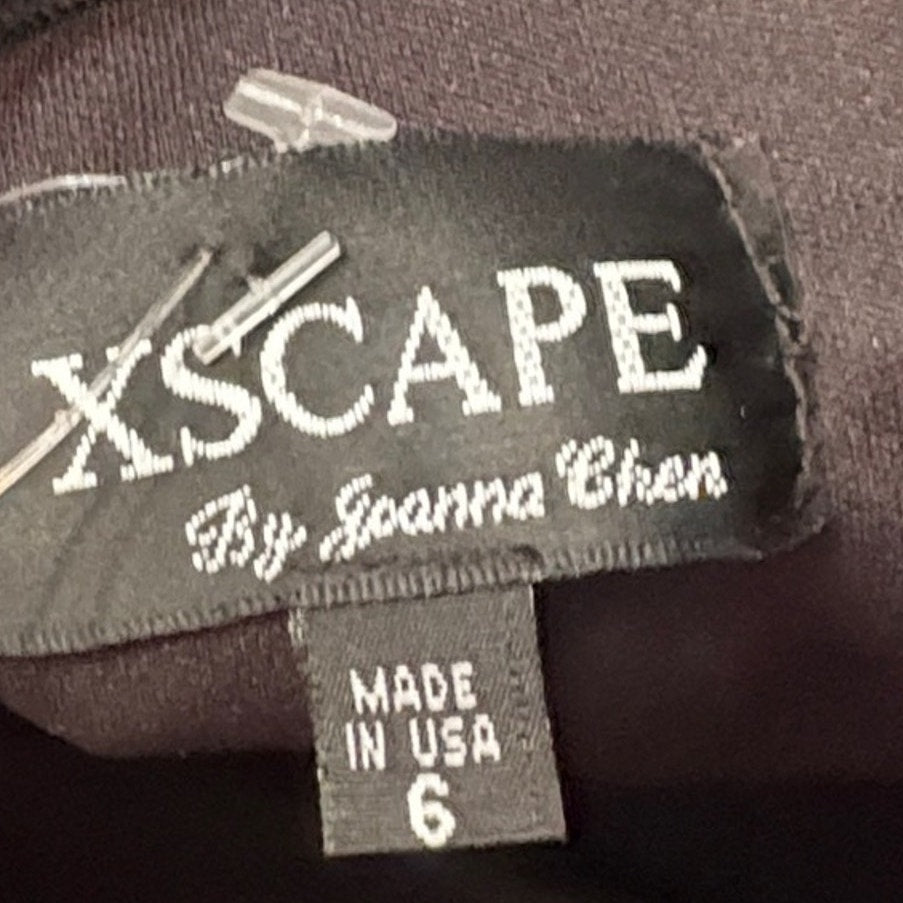 XSCAPE
By Joanna Chen
MADE
IN USA
6